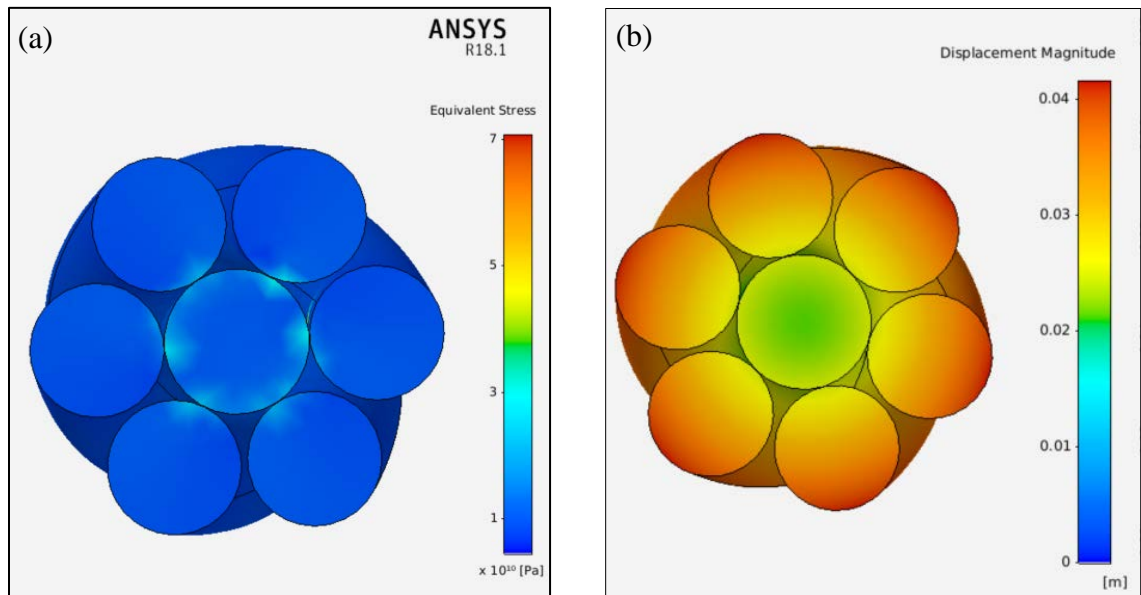 (a)
ANSYS
R18.1
Equivalent Stress
7
5
3
1
x 10¹⁰ [Pa]
(b)
Displacement Magnitude
0.04
0.03
0.02
0.01
0
[m]